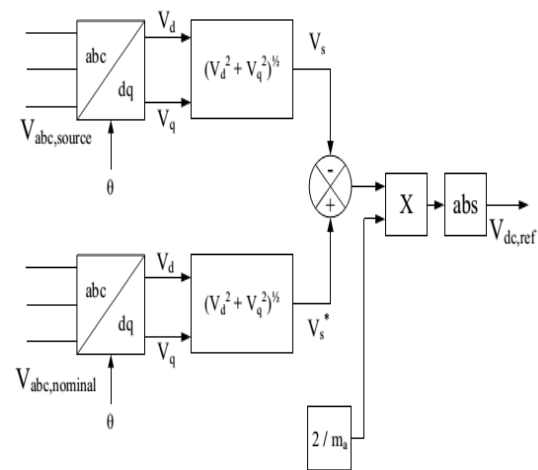 abc
dq
V_d
V_q
(V_d^2 + V_q^2)^½
V_s
V_abc,source
θ
-
+
X
abs
V_dc,ref
abc
dq
V_d
V_q
(V_d^2 + V_q^2)^½
V_s^*
V_abc,nominal
θ
2 / m_a